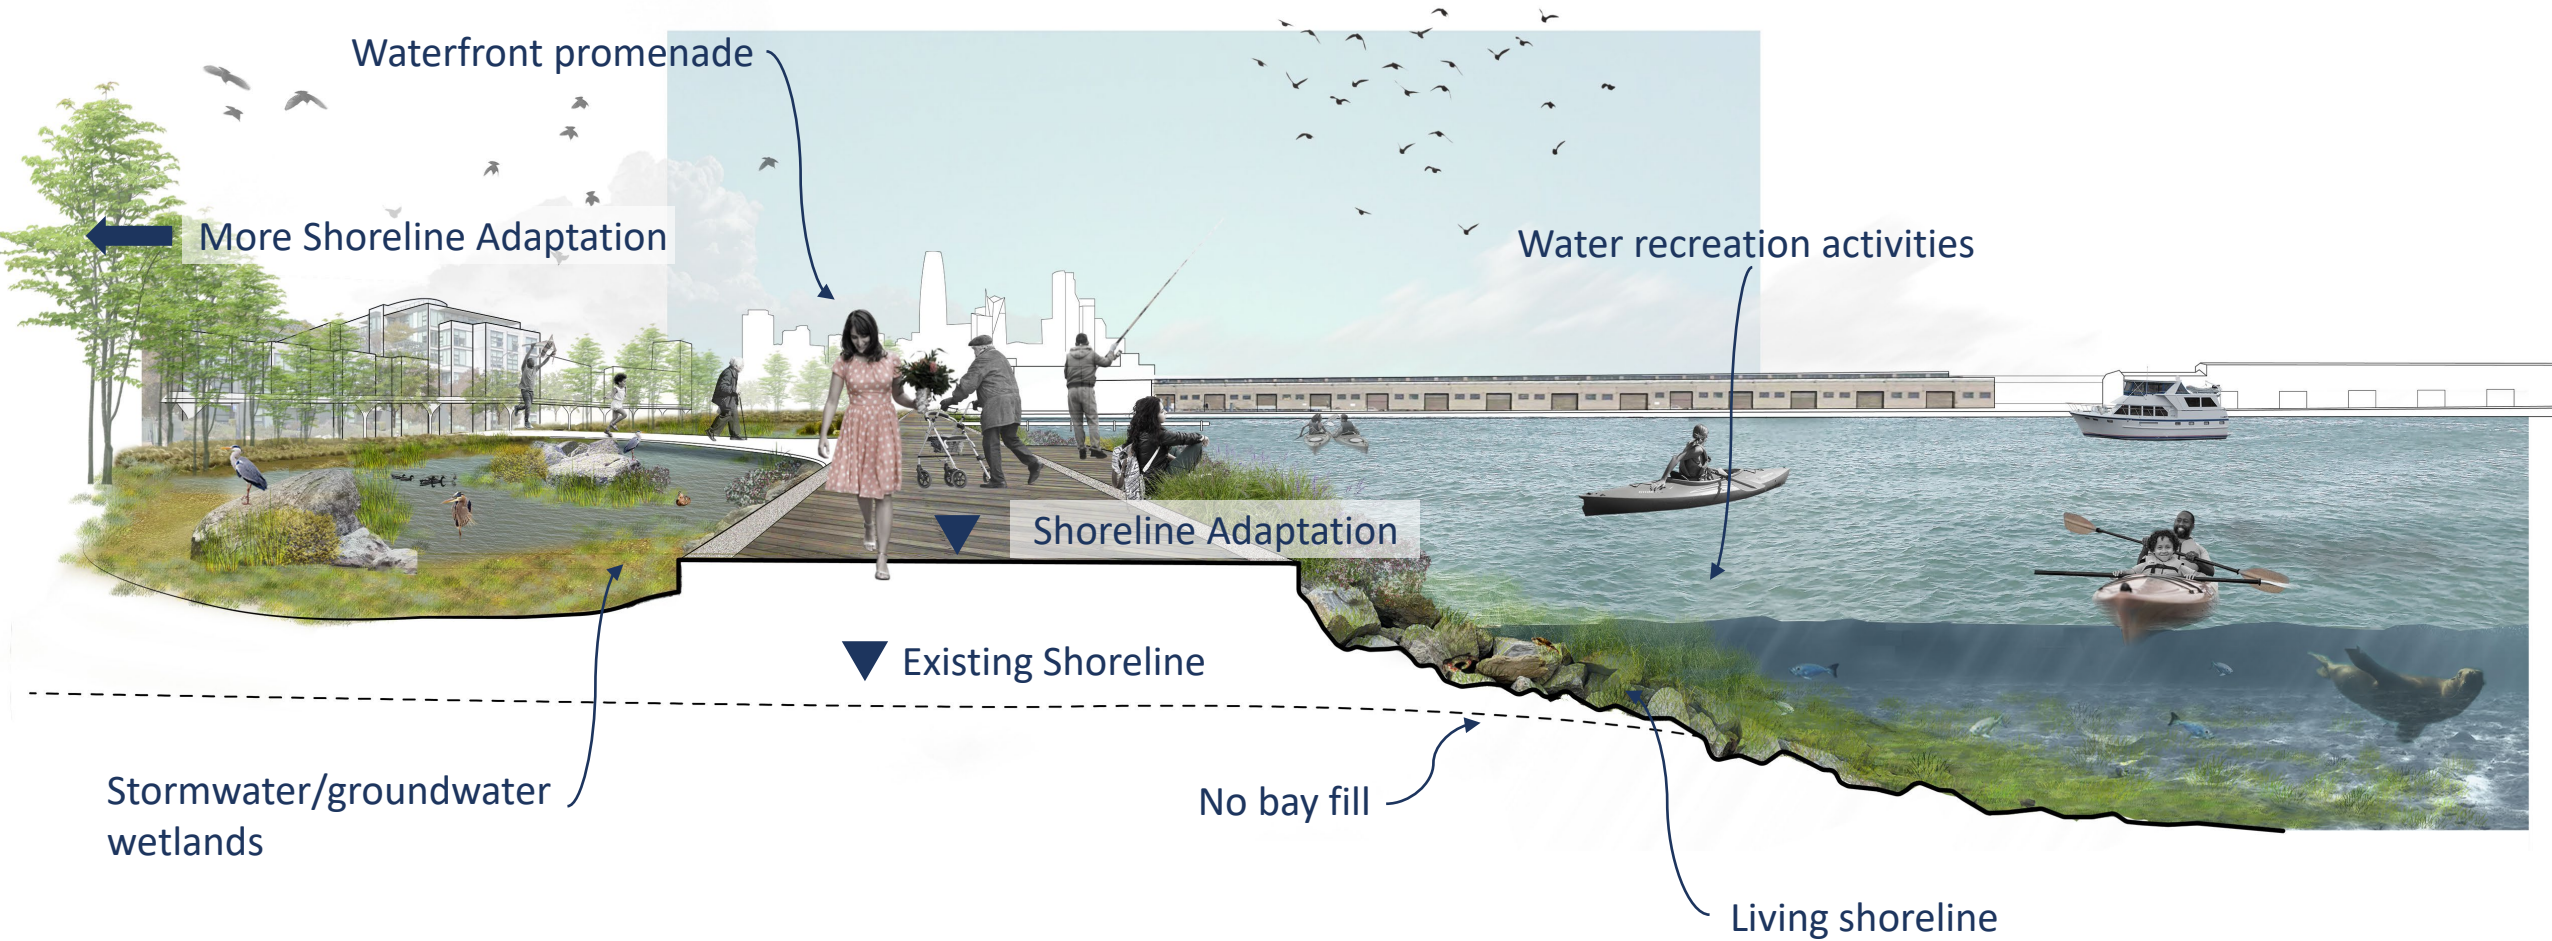 Waterfront promenade
More Shoreline Adaptation
Water recreation activities
Shoreline Adaptation
Existing Shoreline
Stormwater/groundwater
wetlands
No bay fill
Living shoreline